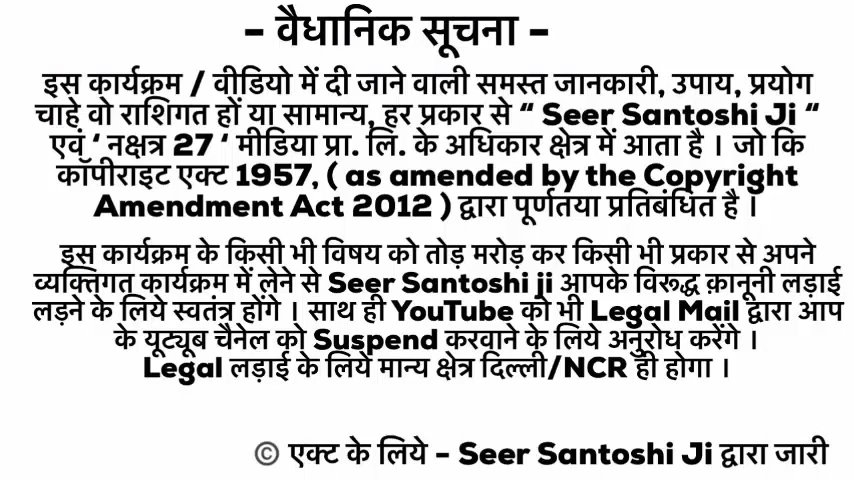 - वैधानिक सूचना -
इस कार्यक्रम / वीडियो में दी जाने वाली समस्त जानकारी, उपाय, प्रयोग
चाहे वो राशिगत हों या सामान्य, हर प्रकार से “ Seer Santoshi Ji “
एवं ‘ नक्षत्र 27 ‘ मीडिया प्रा. लि. के अधिकार क्षेत्र में आता है । जो कि
कॉपीराइट एक्ट 1957, ( as amended by the Copyright
Amendment Act 2012 ) द्वारा पूर्णतया प्रतिबंधित है ।
इस कार्यक्रम के किसी भी विषय को तोड़ मरोड़ कर किसी भी प्रकार से अपने
व्यक्तिगत कार्यक्रम में लेने से Seer Santoshi ji आपके विरूद्ध क़ानूनी लड़ाई
लड़ने के लिये स्वतंत्र होंगे । साथ ही YouTube को भी Legal Mail द्वारा आप
के यूट्यूब चैनेल को Suspend करवाने के लिये अनुरोध करेंगे ।
Legal लड़ाई के लिये मान्य क्षेत्र दिल्ली/NCR ही होगा ।
© एक्ट के लिये - Seer Santoshi Ji द्वारा जारी